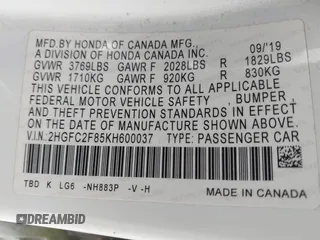 MFD.BY HONDA OF CANADA MFG., 09/'19
A DIVISION OF HONDA CANADA INC.
GVWR 3769LBS GAWR F 2028LBS R 1829LBS
GVWR 1710KG GAWR F 920KG R 830KG
THIS VEHICLE CONFORMS TO ALL APPLICABLE
FEDERAL MOTOR VEHICLE SAFETY, BUMPER,
AND THEFT PREVENTION STANDARDS IN EFFECT
ON THE DATE OF MANUFACTURE SHOWN ABOVE.
V.I.N:2HGFC2F85KH600037 TYPE: PASSENGER CAR
TBD K LG6 -NH883P -V -H
MADE IN CANADA
DREAMBID